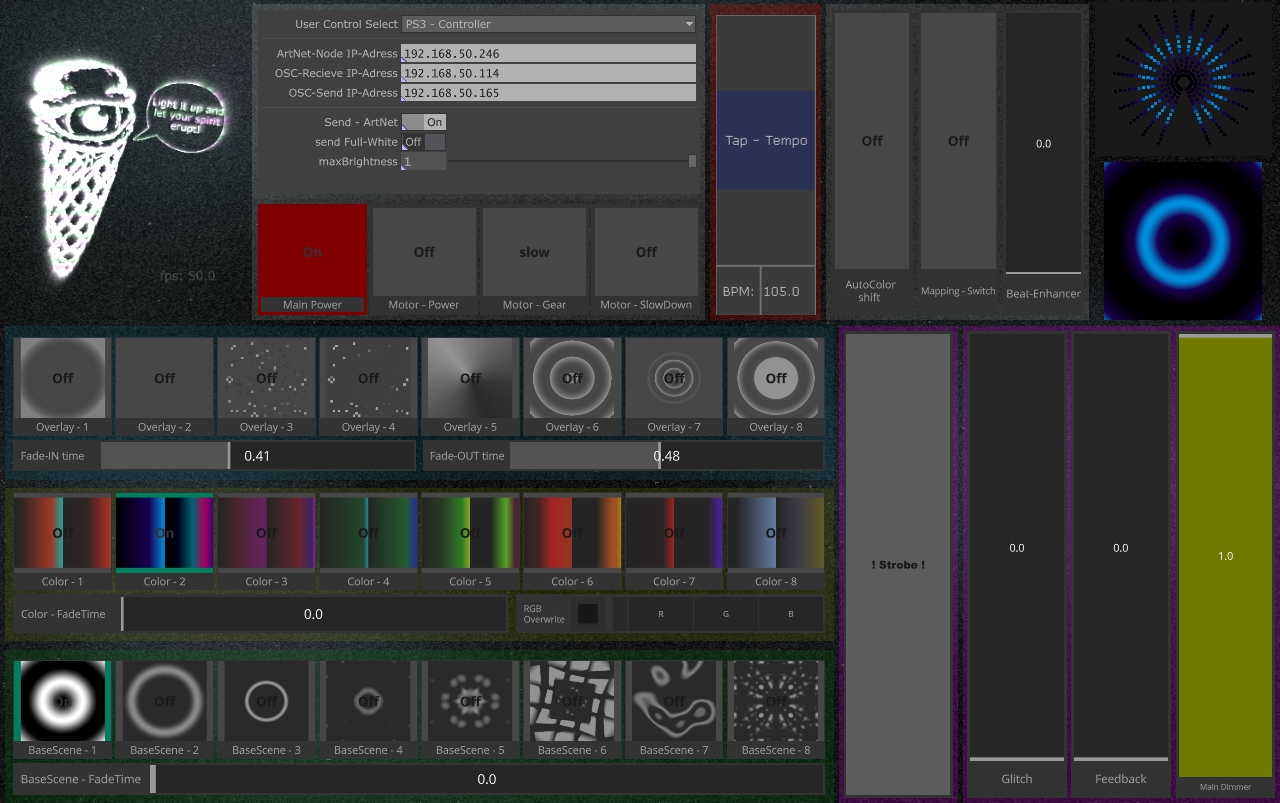 User Control Select PS3 - Controller
ArtNet-Node IP-Adress 192.168.50.246
OSC-Recieve IP-Adress 192.168.50.114
OSC-Send IP-Adress 192.168.50.165
Send - ArtNet On
send Full-White Off
maxBrightness 1
Light it up and
let your spirit
erupt!
fps: 50.0
On Off slow Off
Main Power Motor - Power Motor - Gear Motor - SlowDown
Tap - Tempo
BPM: 105.0
Off Off 0.0
AutoColor
shift
Mapping - Switch
Beat-Enhancer
Off Off Off Off Off Off Off Off
Overlay - 1 Overlay - 2 Overlay - 3 Overlay - 4 Overlay - 5 Overlay - 6 Overlay - 7 Overlay - 8
Fade-IN time 0.41 Fade-OUT time 0.48
Off On Off Off Off Off Off Off
Color - 1 Color - 2 Color - 3 Color - 4 Color - 5 Color - 6 Color - 7 Color - 8
Color - FadeTime 0.0
RGB
Overwrite
R G B
On Off Off Off Off Off Off Off
BaseScene - 1 BaseScene - 2 BaseScene - 3 BaseScene - 4 BaseScene - 5 BaseScene - 6 BaseScene - 7 BaseScene - 8
BaseScene - FadeTime 0.0
! Strobe !
0.0 0.0 1.0
Glitch Feedback Main Dimmer